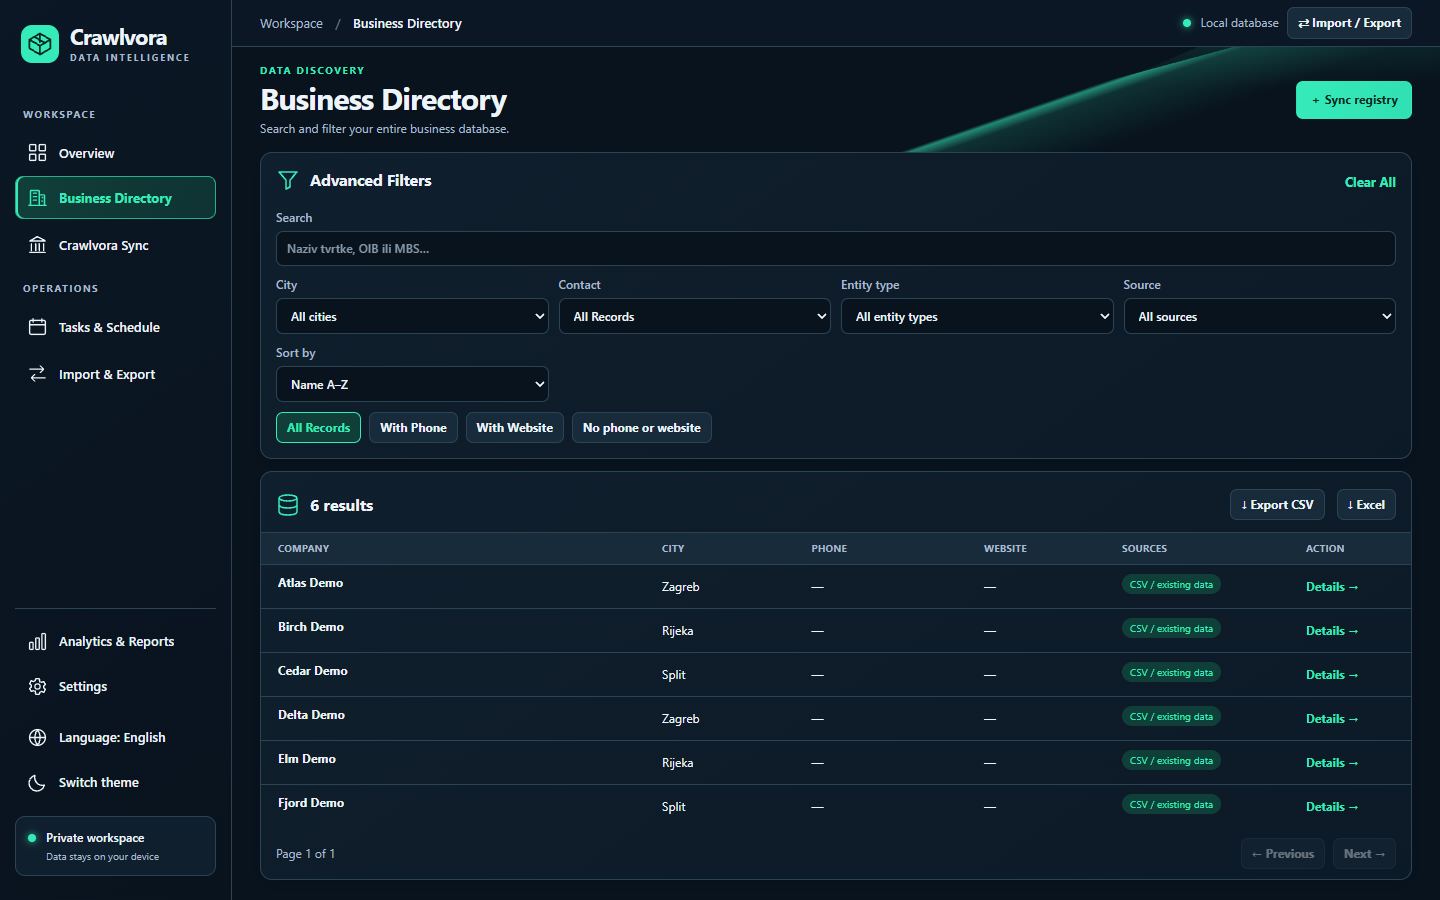 Crawlvora
DATA INTELLIGENCE
WORKSPACE
Overview
Business Directory
Crawlvora Sync
OPERATIONS
Tasks & Schedule
Import & Export
Analytics & Reports
Settings
Language: English
Switch theme
Private workspace
Data stays on your device
Workspace / Business Directory
Local database
⇄ Import / Export
DATA DISCOVERY
Business Directory
Search and filter your entire business database.
+ Sync registry
Advanced Filters
Clear All
Search
Naziv tvrtke, OIB ili MBS...
City Contact Entity type Source
All cities All Records All entity types All sources
Sort by
Name A–Z
All Records With Phone With Website No phone or website
6 results
↓ Export CSV ↓ Excel
COMPANY CITY PHONE WEBSITE SOURCES ACTION
Atlas Demo Zagreb — — CSV / existing data Details →
Birch Demo Rijeka — — CSV / existing data Details →
Cedar Demo Split — — CSV / existing data Details →
Delta Demo Zagreb — — CSV / existing data Details →
Elm Demo Rijeka — — CSV / existing data Details →
Fjord Demo Split — — CSV / existing data Details →
Page 1 of 1
← Previous Next →